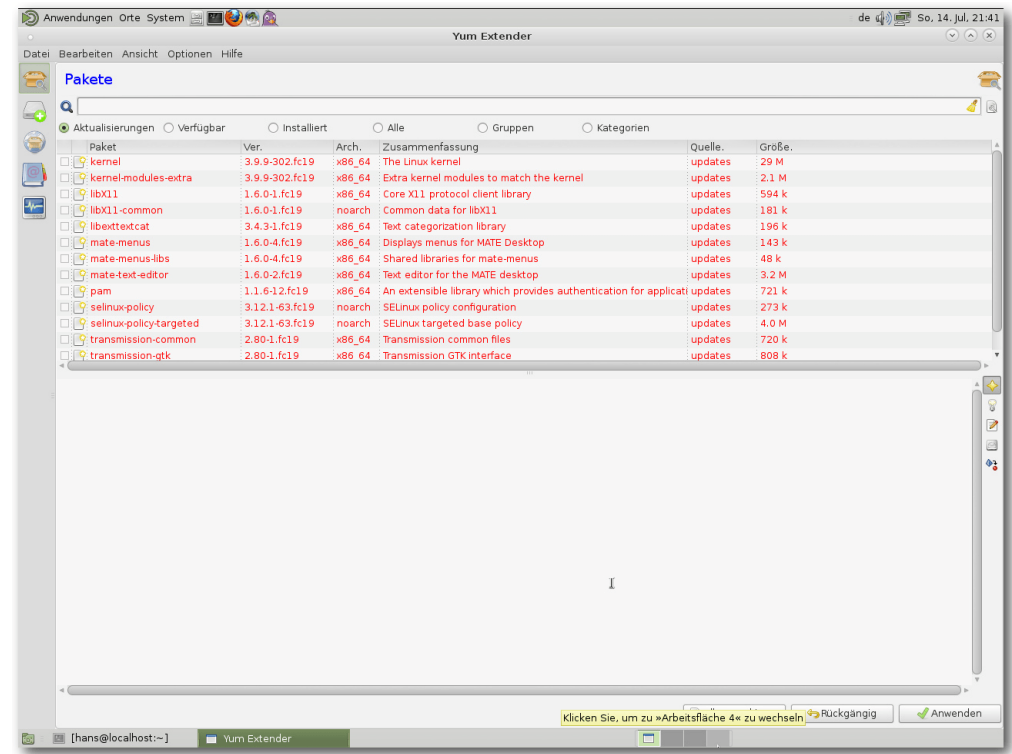 Anwendungen Orte System de So, 14. Jul, 21:41
Yum Extender
Datei Bearbeiten Ansicht Optionen Hilfe
Pakete
Aktualisierungen Verfügbar Installiert Alle Gruppen Kategorien
Paket Ver. Arch. Zusammenfassung Quelle. Größe.
kernel 3.9.9-302.fc19 x86_64 The Linux kernel updates 29 M
kernel-modules-extra 3.9.9-302.fc19 x86_64 Extra kernel modules to match the kernel updates 2.1 M
libX11 1.6.0-1.fc19 x86_64 Core X11 protocol client library updates 594 k
libX11-common 1.6.0-1.fc19 noarch Common data for libX11 updates 181 k
libexttextcat 3.4.3-1.fc19 x86_64 Text categorization library updates 196 k
mate-menus 1.6.0-4.fc19 x86_64 Displays menus for MATE Desktop updates 143 k
mate-menus-libs 1.6.0-4.fc19 x86_64 Shared libraries for mate-menus updates 48 k
mate-text-editor 1.6.0-2.fc19 x86_64 Text editor for the MATE desktop updates 3.2 M
pam 1.1.6-12.fc19 x86_64 An extensible library which provides authentication for applicati updates 721 k
selinux-policy 3.12.1-63.fc19 noarch SELinux policy configuration updates 273 k
selinux-policy-targeted 3.12.1-63.fc19 noarch SELinux targeted base policy updates 4.0 M
transmission-common 2.80-1.fc19 x86_64 Transmission common files updates 720 k
transmission-gtk 2.80-1.fc19 x86_64 Transmission GTK interface updates 808 k
Klicken Sie, um zu »Arbeitsfläche 4« zu wechseln Rückgängig Anwenden
[hans@localhost:~] Yum Extender